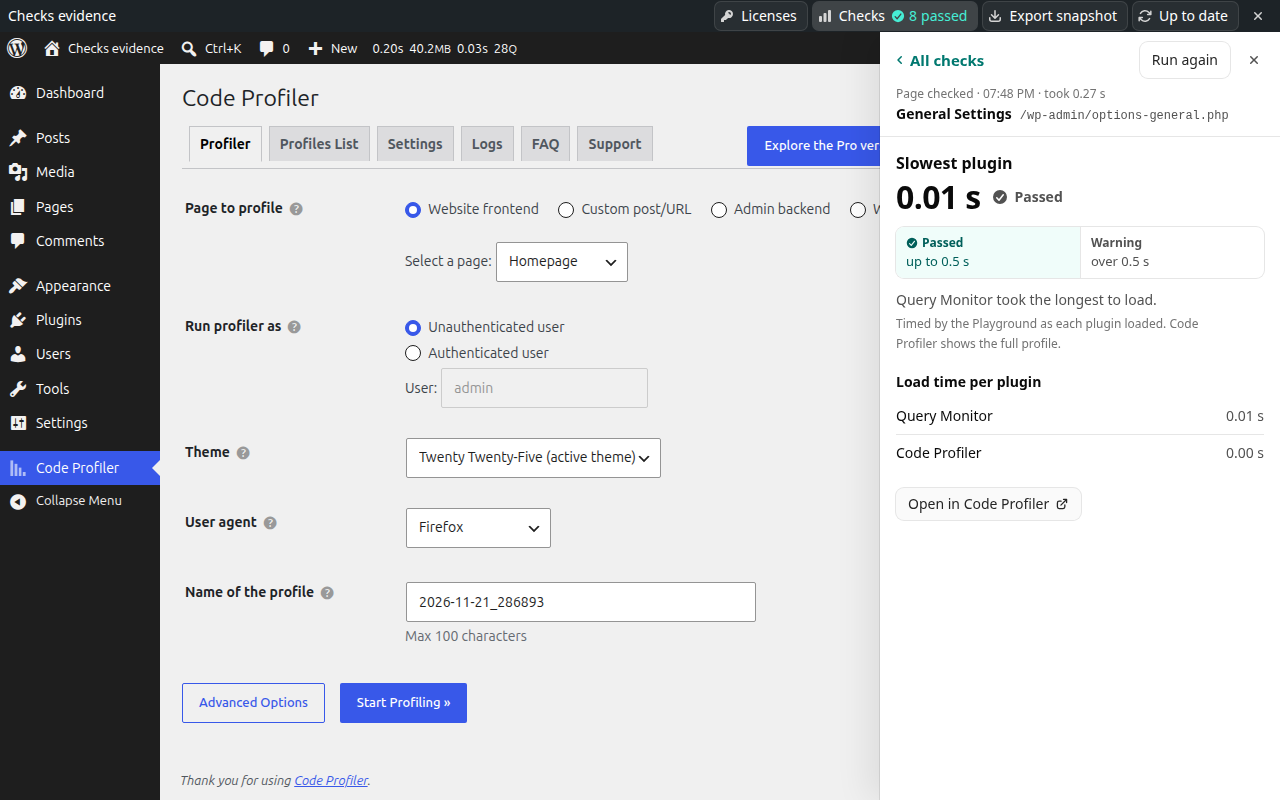 Checks evidence
Licenses
Checks 8 passed
Export snapshot
Up to date
Checks evidence
Ctrl+K
0
New
0.20s 40.2MB 0.03s 28Q
Dashboard
Posts
Media
Pages
Comments
Appearance
Plugins
Users
Tools
Settings
Code Profiler
Collapse Menu
Code Profiler
Profiler
Profiles List
Settings
Logs
FAQ
Support
Explore the Pro ver
Page to profile
Website frontend
Custom post/URL
Admin backend
W
Select a page: Homepage
Run profiler as
Unauthenticated user
Authenticated user
User: admin
Theme
Twenty Twenty-Five (active theme)
User agent
Firefox
Name of the profile
2026-11-21_286893
Max 100 characters
Advanced Options
Start Profiling »
Thank you for using Code Profiler.
All checks
Run again
Page checked · 07:48 PM · took 0.27 s
General Settings /wp-admin/options-general.php
Slowest plugin
0.01 s Passed
Passed
up to 0.5 s
Warning
over 0.5 s
Query Monitor took the longest to load.
Timed by the Playground as each plugin loaded. Code
Profiler shows the full profile.
Load time per plugin
Query Monitor 0.01 s
Code Profiler 0.00 s
Open in Code Profiler